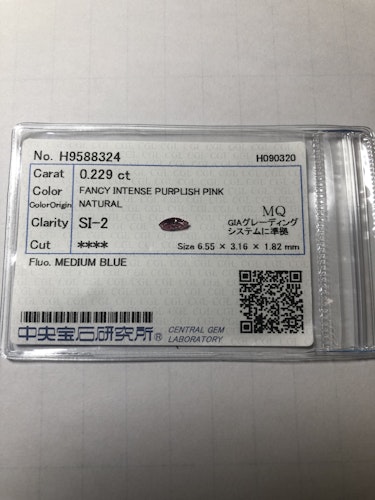 No. H9588324 H090320
Carat 0.229 ct
Color FANCY INTENSE PURPLISH PINK
ColorOrigin NATURAL
Clarity SI-2 MQ
GIAグレーディング
システムに準拠
Cut **** Size 6.55 × 3.16 × 1.82 mm
Fluo. MEDIUM BLUE
中央宝石研究所® CENTRAL GEM
LABORATORY